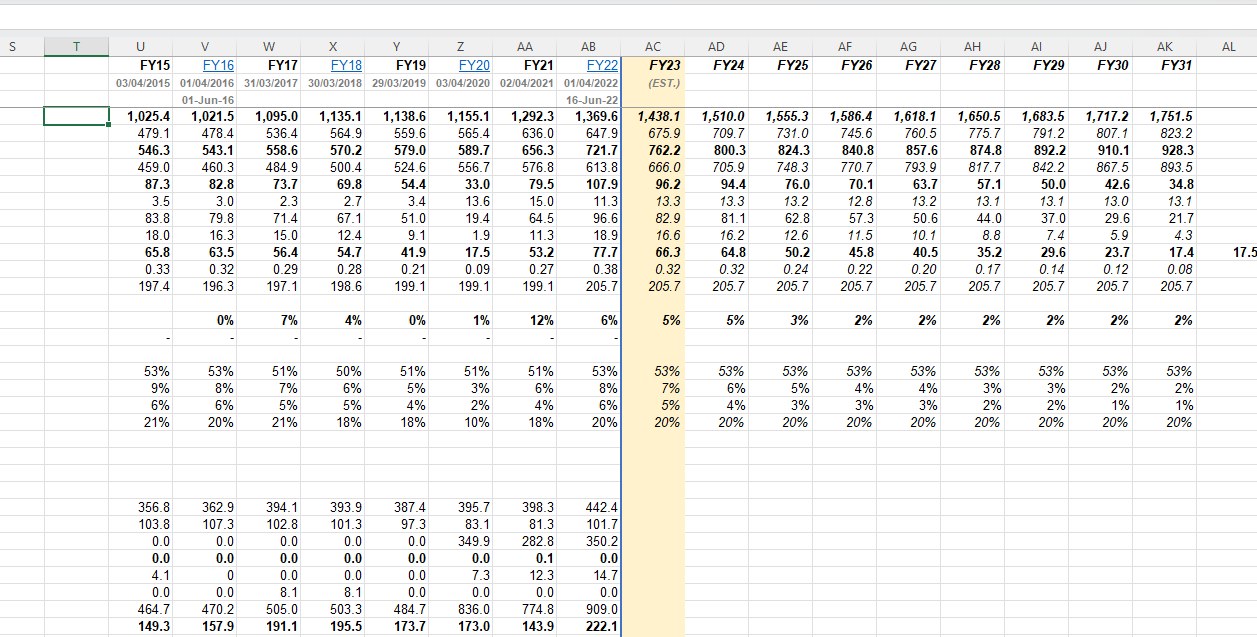 S T U V W X Y Z AA AB AC AD AE AF AG AH AI AJ AK AL
FY15 FY16 FY17 FY18 FY19 FY20 FY21 FY22 FY23 FY24 FY25 FY26 FY27 FY28 FY29 FY30 FY31
03/04/2015 01/04/2016 31/03/2017 30/03/2018 29/03/2019 03/04/2020 02/04/2021 01/04/2022 (EST.)
01-Jun-16 16-Jun-22
1,025.4 1,021.5 1,095.0 1,135.1 1,138.6 1,155.1 1,292.3 1,369.6 1,438.1 1,510.0 1,555.3 1,586.4 1,618.1 1,650.5 1,683.5 1,717.2 1,751.5
479.1 478.4 536.4 564.9 559.6 565.4 636.0 647.9 675.9 709.7 731.0 745.6 760.5 775.7 791.2 807.1 823.2
546.3 543.1 558.6 570.2 579.0 589.7 656.3 721.7 762.2 800.3 824.3 840.8 857.6 874.8 892.2 910.1 928.3
459.0 460.3 484.9 500.4 524.6 556.7 576.8 613.8 666.0 705.9 748.3 770.7 793.9 817.7 842.2 867.5 893.5
87.3 82.8 73.7 69.8 54.4 33.0 79.5 107.9 96.2 94.4 76.0 70.1 63.7 57.1 50.0 42.6 34.8
3.5 3.0 2.3 2.7 3.4 13.6 15.0 11.3 13.3 13.3 13.2 12.8 13.2 13.1 13.1 13.0 13.1
83.8 79.8 71.4 67.1 51.0 19.4 64.5 96.6 82.9 81.1 62.8 57.3 50.6 44.0 37.0 29.6 21.7
18.0 16.3 15.0 12.4 9.1 1.9 11.3 18.9 16.6 16.2 12.6 11.5 10.1 8.8 7.4 5.9 4.3
65.8 63.5 56.4 54.7 41.9 17.5 53.2 77.7 66.3 64.8 50.2 45.8 40.5 35.2 29.6 23.7 17.4 17.5
0.33 0.32 0.29 0.28 0.21 0.09 0.27 0.38 0.32 0.32 0.24 0.22 0.20 0.17 0.14 0.12 0.08
197.4 196.3 197.1 198.6 199.1 199.1 199.1 205.7 205.7 205.7 205.7 205.7 205.7 205.7 205.7 205.7 205.7
0% 7% 4% 0% 1% 12% 6% 5% 5% 3% 2% 2% 2% 2% 2% 2%
- - - - - - - -
53% 53% 51% 50% 51% 51% 51% 53% 53% 53% 53% 53% 53% 53% 53% 53% 53%
9% 8% 7% 6% 5% 3% 6% 8% 7% 6% 5% 4% 4% 3% 3% 2% 2%
6% 6% 5% 5% 4% 2% 4% 6% 5% 4% 3% 3% 3% 2% 2% 1% 1%
21% 20% 21% 18% 18% 10% 18% 20% 20% 20% 20% 20% 20% 20% 20% 20% 20%
356.8 362.9 394.1 393.9 387.4 395.7 398.3 442.4
103.8 107.3 102.8 101.3 97.3 83.1 81.3 101.7
0.0 0.0 0.0 0.0 0.0 349.9 282.8 350.2
0.0 0.0 0.0 0.0 0.0 0.0 0.1 0.0
4.1 0 0.0 0.0 0.0 7.3 12.3 14.7
0.0 0.0 8.1 8.1 0.0 0.0 0.0 0.0
464.7 470.2 505.0 503.3 484.7 836.0 774.8 909.0
149.3 157.9 191.1 195.5 173.7 173.0 143.9 222.1